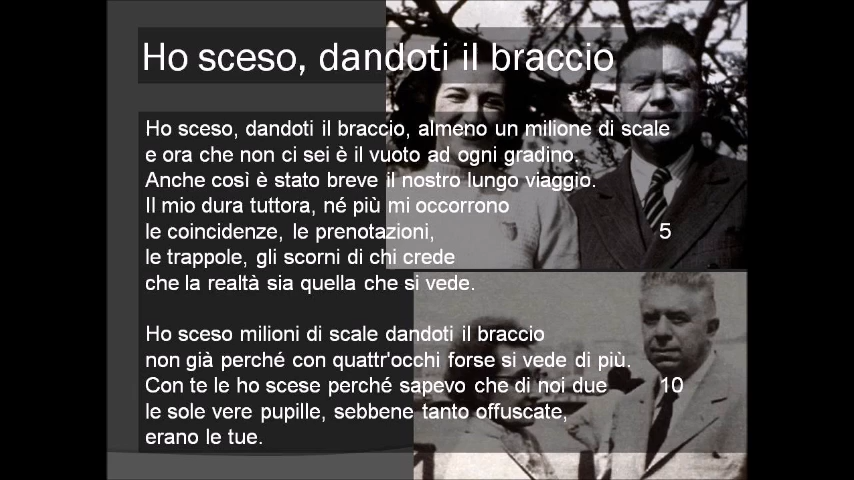 Ho sceso, dandoti il braccio
Ho sceso, dandoti il braccio, almeno un milione di scale
e ora che non ci sei è il vuoto ad ogni gradino.
Anche così è stato breve il nostro lungo viaggio.
Il mio dura tuttora, né più mi occorrono
le coincidenze, le prenotazioni, 5
le trappole, gli scorni di chi crede
che la realtà sia quella che si vede.
Ho sceso milioni di scale dandoti il braccio
non già perché con quattr'occhi forse si vede di più.
Con te le ho scese perché sapevo che di noi due 10
le sole vere pupille, sebbene tanto offuscate,
erano le tue.